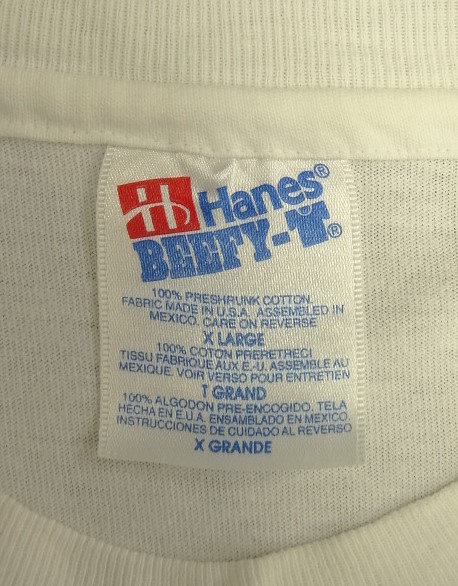 H Hanes®
BEEFY-T®
100% PRESHRUNK COTTON.
FABRIC MADE IN U.S.A. ASSEMBLED IN
MEXICO. CARE ON REVERSE
X LARGE
100% COTON PRERETRECI
TISSU FABRIQUE AUX E.-U. ASSEMBLE AU
MEXIQUE. VOIR VERSO POUR ENTRETIEN
T GRAND
100% ALGODON PRE-ENCOGIDO. TELA
HECHA EN E.U.A. ENSAMBLADO EN MEXICO.
INSTRUCCIONES DE CUIDADO AL REVERSO
X GRANDE